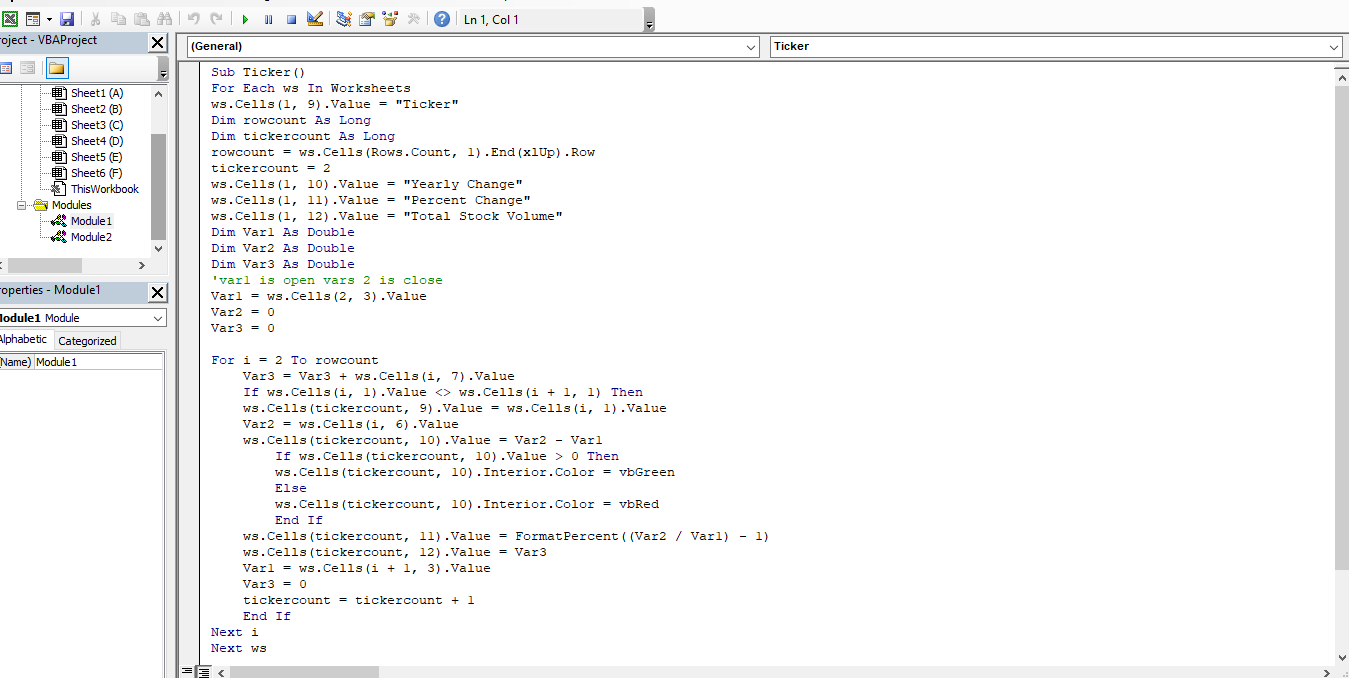 Ln 1, Col 1
roject - VBAProject
(General)
Ticker
Sheet1 (A)
Sheet2 (B)
Sheet3 (C)
Sheet4 (D)
Sheet5 (E)
Sheet6 (F)
ThisWorkbook
Modules
Module1
Module2
roperties - Module1
Module1 Module
Alphabetic Categorized
(Name) Module1
Sub Ticker()
For Each ws In Worksheets
ws.Cells(1, 9).Value = "Ticker"
Dim rowcount As Long
Dim tickercount As Long
rowcount = ws.Cells(Rows.Count, 1).End(xlUp).Row
tickercount = 2
ws.Cells(1, 10).Value = "Yearly Change"
ws.Cells(1, 11).Value = "Percent Change"
ws.Cells(1, 12).Value = "Total Stock Volume"
Dim Var1 As Double
Dim Var2 As Double
Dim Var3 As Double
'var1 is open vars 2 is close
Var1 = ws.Cells(2, 3).Value
Var2 = 0
Var3 = 0
For i = 2 To rowcount
Var3 = Var3 + ws.Cells(i, 7).Value
If ws.Cells(i, 1).Value <> ws.Cells(i + 1, 1) Then
ws.Cells(tickercount, 9).Value = ws.Cells(i, 1).Value
Var2 = ws.Cells(i, 6).Value
ws.Cells(tickercount, 10).Value = Var2 - Var1
If ws.Cells(tickercount, 10).Value > 0 Then
ws.Cells(tickercount, 10).Interior.Color = vbGreen
Else
ws.Cells(tickercount, 10).Interior.Color = vbRed
End If
ws.Cells(tickercount, 11).Value = FormatPercent((Var2 / Var1) - 1)
ws.Cells(tickercount, 12).Value = Var3
Var1 = ws.Cells(i + 1, 3).Value
Var3 = 0
tickercount = tickercount + 1
End If
Next i
Next ws